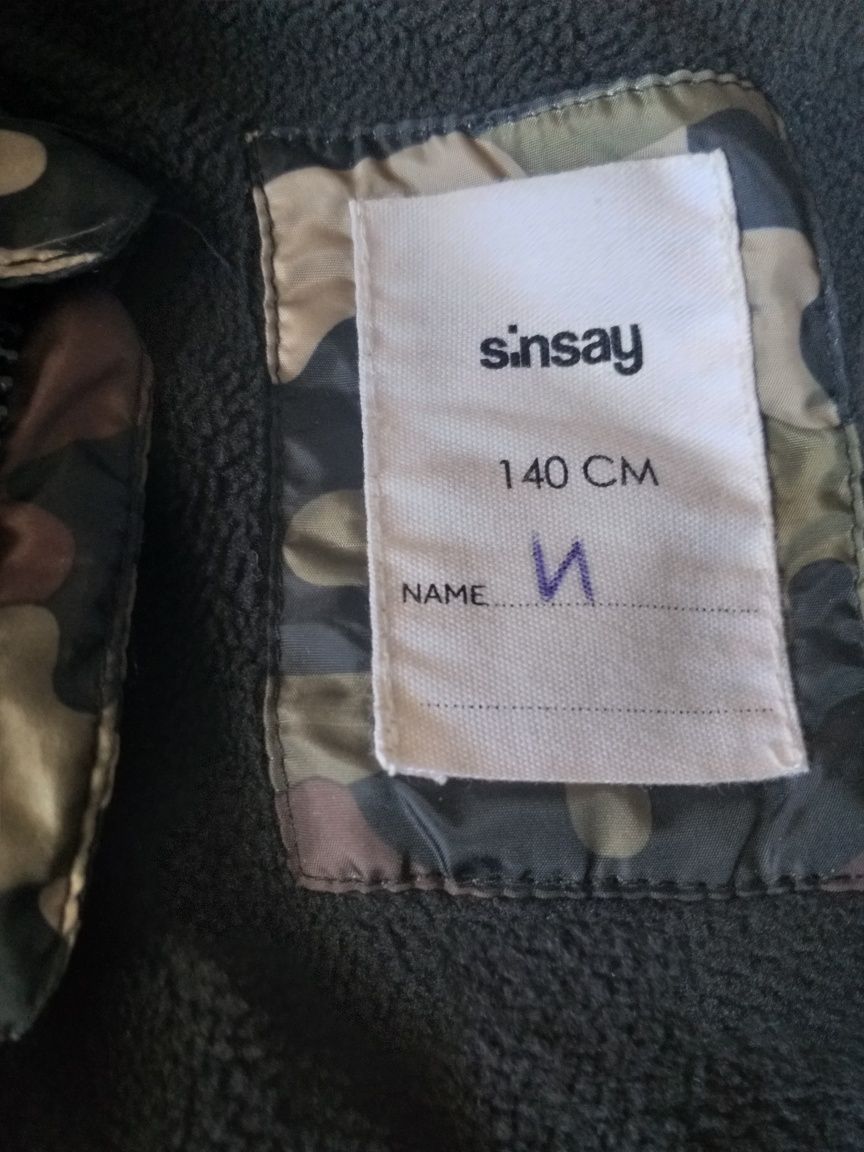 sinsay
140 CM
NAME........ И ........